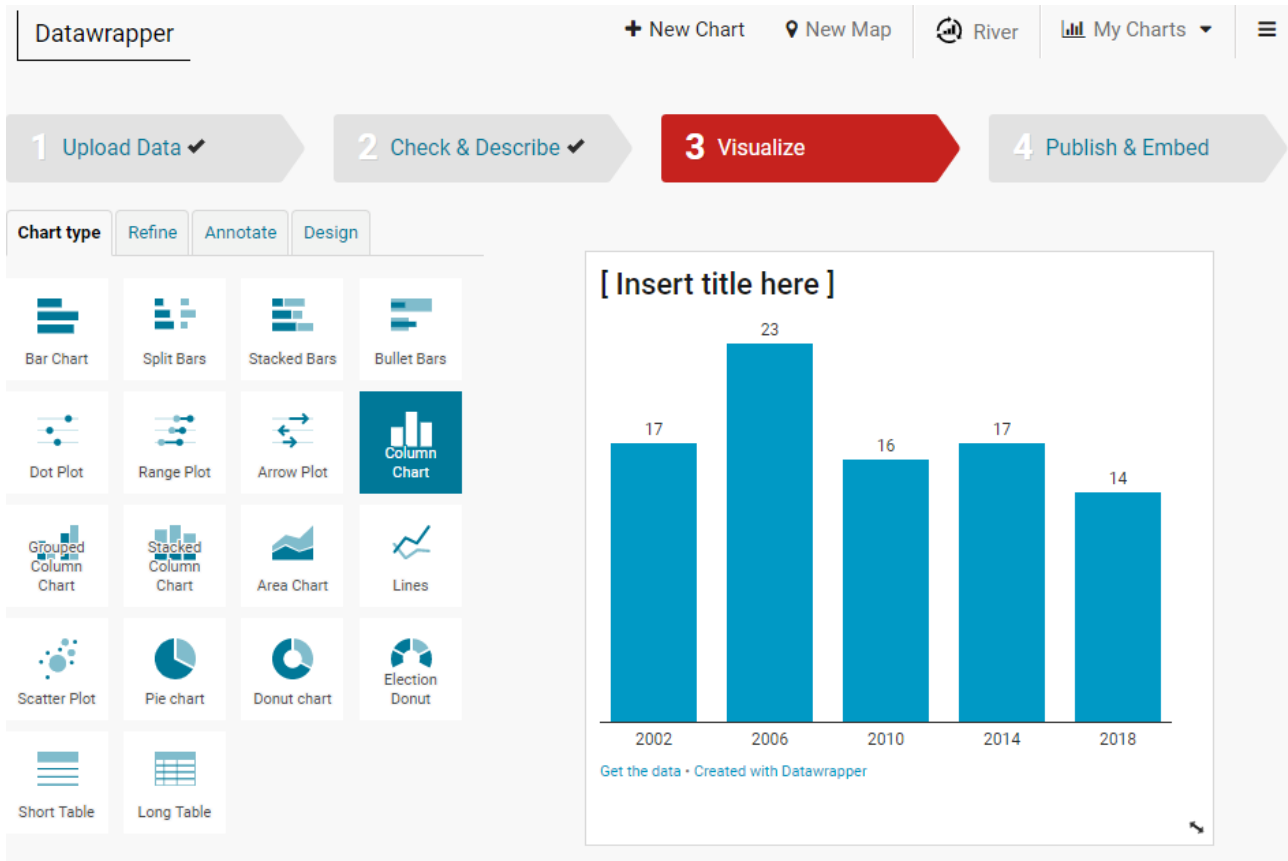 Datawrapper
New Chart
New Map
River
My Charts
1 Upload Data
2 Check & Describe
3 Visualize
4 Publish & Embed
Chart type
Refine
Annotate
Design
Bar Chart
Split Bars
Stacked Bars
Bullet Bars
Dot Plot
Range Plot
Arrow Plot
Column
Chart
Grouped
Column
Chart
Stacked
Column
Chart
Area Chart
Lines
Scatter Plot
Pie chart
Donut chart
Election
Donut
Short Table
Long Table
[ Insert title here ]
17
23
16
17
14
2002
2006
2010
2014
2018
Get the data • Created with Datawrapper